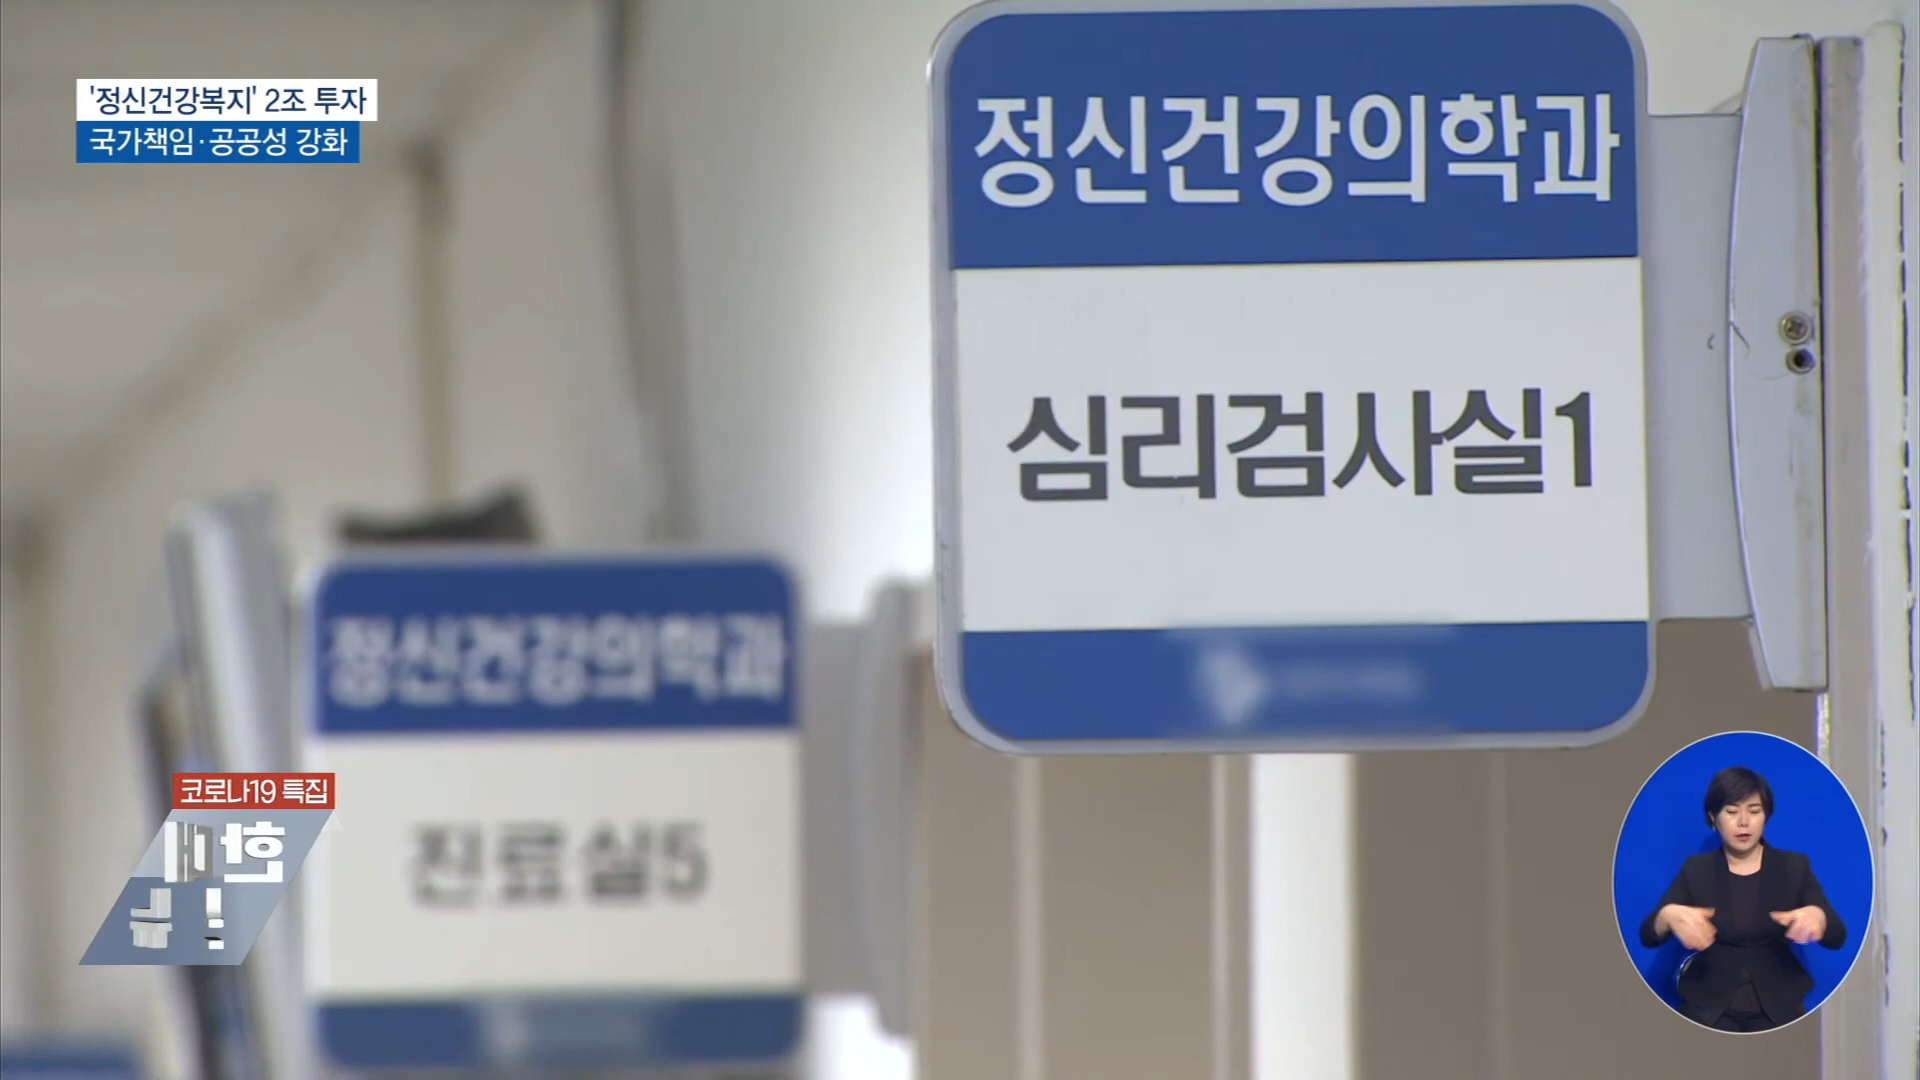 '정신건강복지' 2조 투자
국가책임·공공성 강화
정신건강의학과
심리검사실1
정신건강의학과
진료실5
코로나19 특집